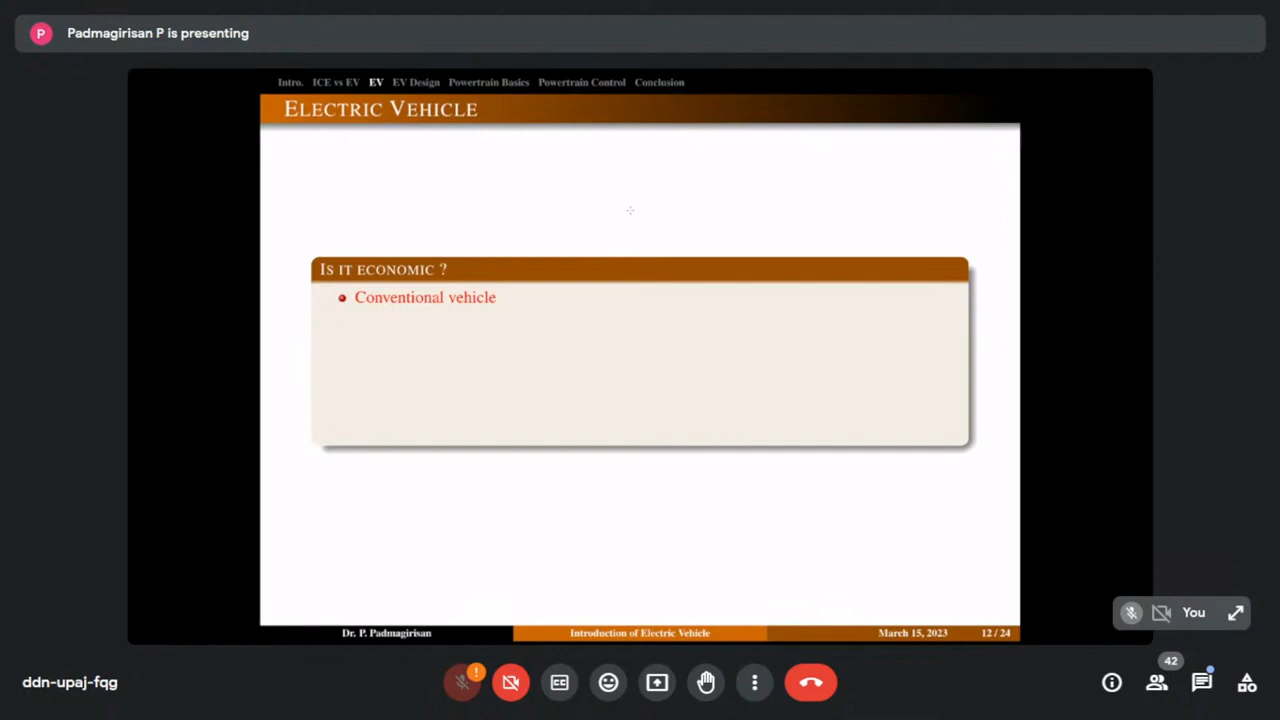 P Padmagirisan P is presenting
Intro. ICE vs EV EV EV Design Powertrain Basics Powertrain Control Conclusion
ELECTRIC VEHICLE
IS IT ECONOMIC ?
Conventional vehicle
Dr. P. Padmagirisan Introduction of Electric Vehicle March 15, 2023 12 / 24
You
ddn-upaj-fqg
!
CC
42